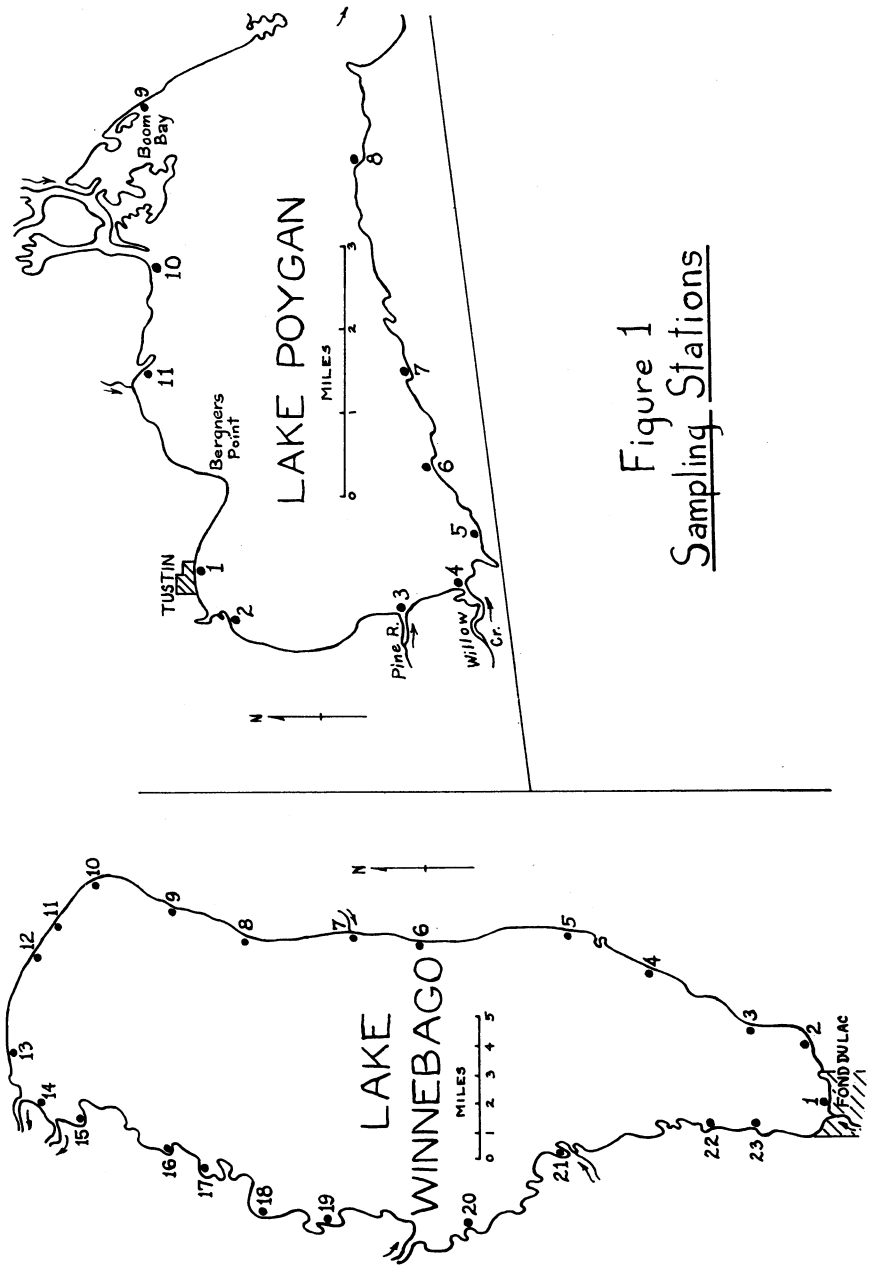 LAKE
WINNEBAGO
MILES
0 1 2 3 4 5
N
1
2
3
4
5
6
7
8
9
10
11
12
13
14
15
16
17
18
19
20
21
22
23
FOND DU LAC
LAKE POYGAN
MILES
0 1 2 3
N
TUSTIN
Bergners
Point
Boom
Bay
Pine R.
Willow
Cr.
1
2
3
4
5
6
7
8
9
10
11
Figure 1
Sampling Stations